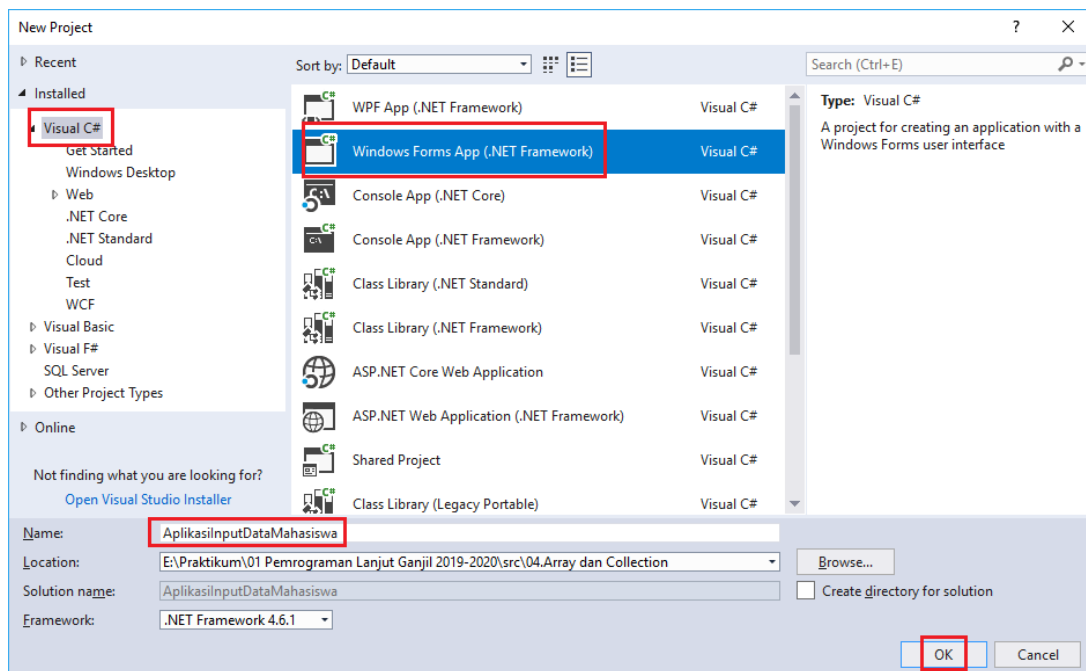 New Project
?
Recent
Sort by: Default
Search (Ctrl+E)
Installed
Visual C#
Get Started
Windows Desktop
Web
.NET Core
.NET Standard
Cloud
Test
WCF
Visual Basic
Visual F#
SQL Server
Other Project Types
Online
Not finding what you are looking for?
Open Visual Studio Installer
WPF App (.NET Framework) Visual C#
Windows Forms App (.NET Framework) Visual C#
Console App (.NET Core) Visual C#
Console App (.NET Framework) Visual C#
Class Library (.NET Standard) Visual C#
Class Library (.NET Framework) Visual C#
ASP.NET Core Web Application Visual C#
ASP.NET Web Application (.NET Framework) Visual C#
Shared Project Visual C#
Class Library (Legacy Portable) Visual C#
Type: Visual C#
A project for creating an application with a
Windows Forms user interface
Name: AplikasiInputDataMahasiswa
Location: E:\Praktikum\01 Pemrograman Lanjut Ganjil 2019-2020\src\04.Array dan Collection
Browse...
Solution name: AplikasiInputDataMahasiswa
Create directory for solution
Framework: .NET Framework 4.6.1
OK
Cancel